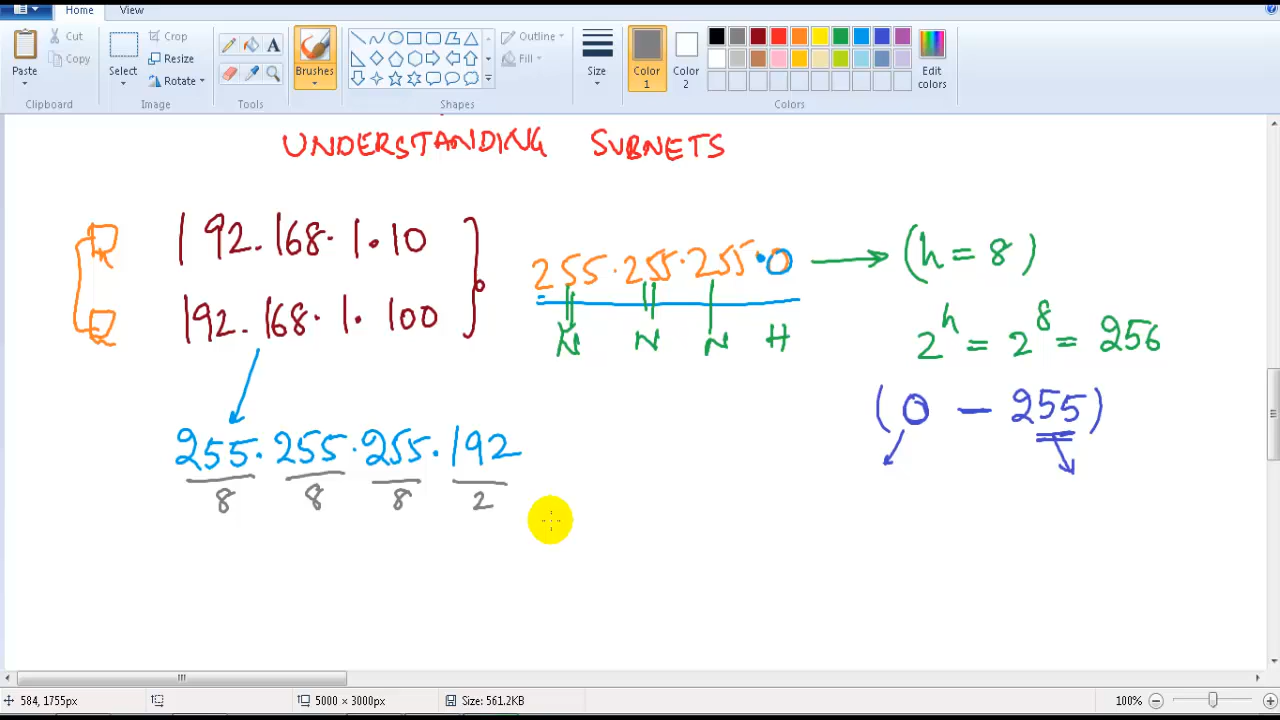 Home View
Paste
Cut
Copy
Clipboard
Select
Crop
Resize
Rotate
Image
A
Tools
Brushes
Outline
Fill
Shapes
Size
Color 1
Color 2
Edit colors
Colors
UNDERSTANDING SUBNETS
192.168.1.10
192.168.1.100
255.255.255.0
N N N H
(h = 8)
2^h = 2^8 = 256
(0 - 255)
255.255.255.192
8 8 8 2
584, 1755px
5000 × 3000px
Size: 561.2KB
100%